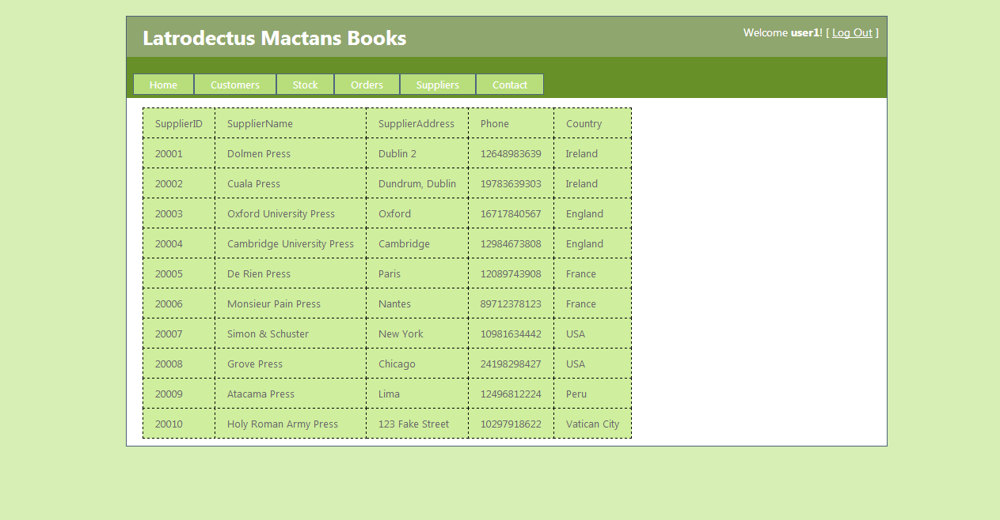 Latrodectus Mactans Books
Welcome user1! [ Log Out ]
Home Customers Stock Orders Suppliers Contact
SupplierID SupplierName SupplierAddress Phone Country
20001 Dolmen Press Dublin 2 12648983639 Ireland
20002 Cuala Press Dundrum, Dublin 19783639303 Ireland
20003 Oxford University Press Oxford 16717840567 England
20004 Cambridge University Press Cambridge 12984673808 England
20005 De Rien Press Paris 12089743908 France
20006 Monsieur Pain Press Nantes 89712378123 France
20007 Simon & Schuster New York 10981634442 USA
20008 Grove Press Chicago 24198298427 USA
20009 Atacama Press Lima 12496812224 Peru
20010 Holy Roman Army Press 123 Fake Street 10297918622 Vatican City